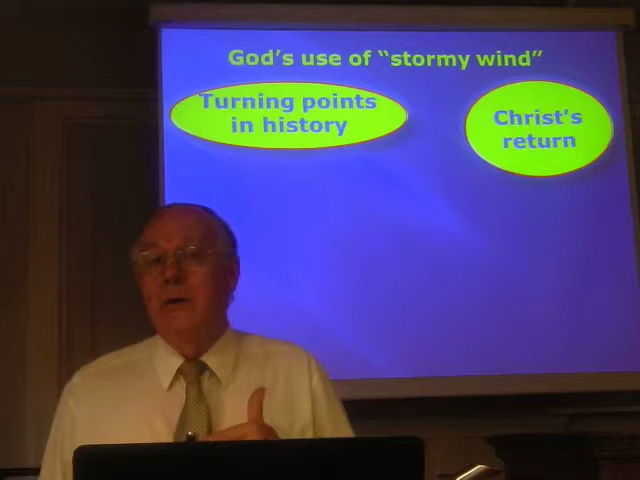 God's use of “stormy wind”
Turning points
in history
Christ's
return